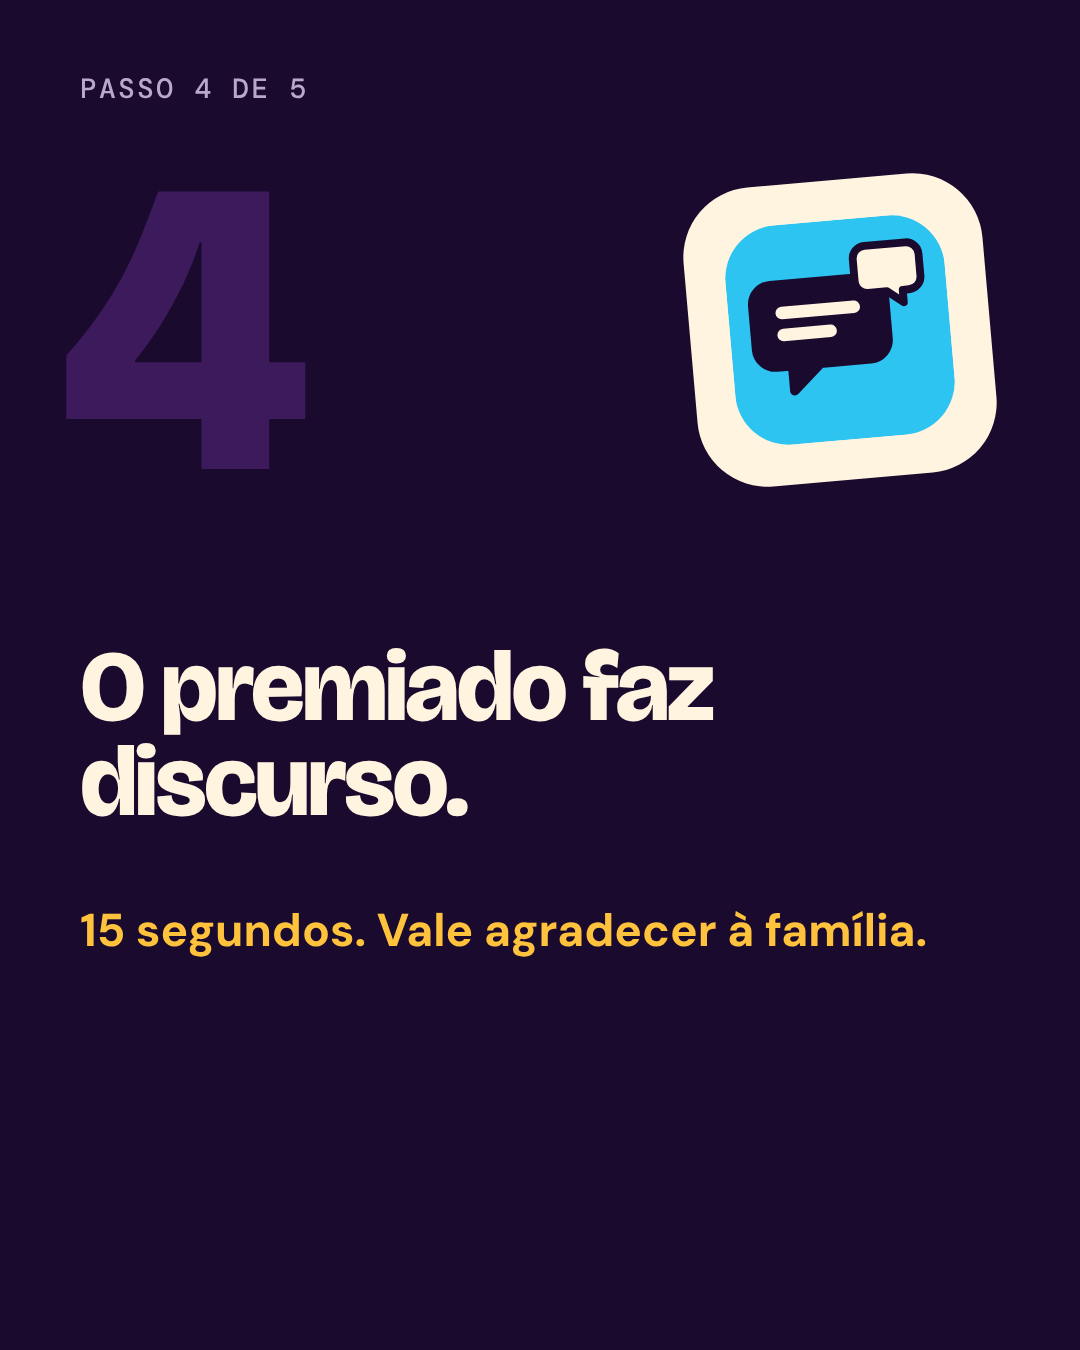 PASSO 4 DE 5
4
O premiado faz
discurso.
15 segundos. Vale agradecer à família.